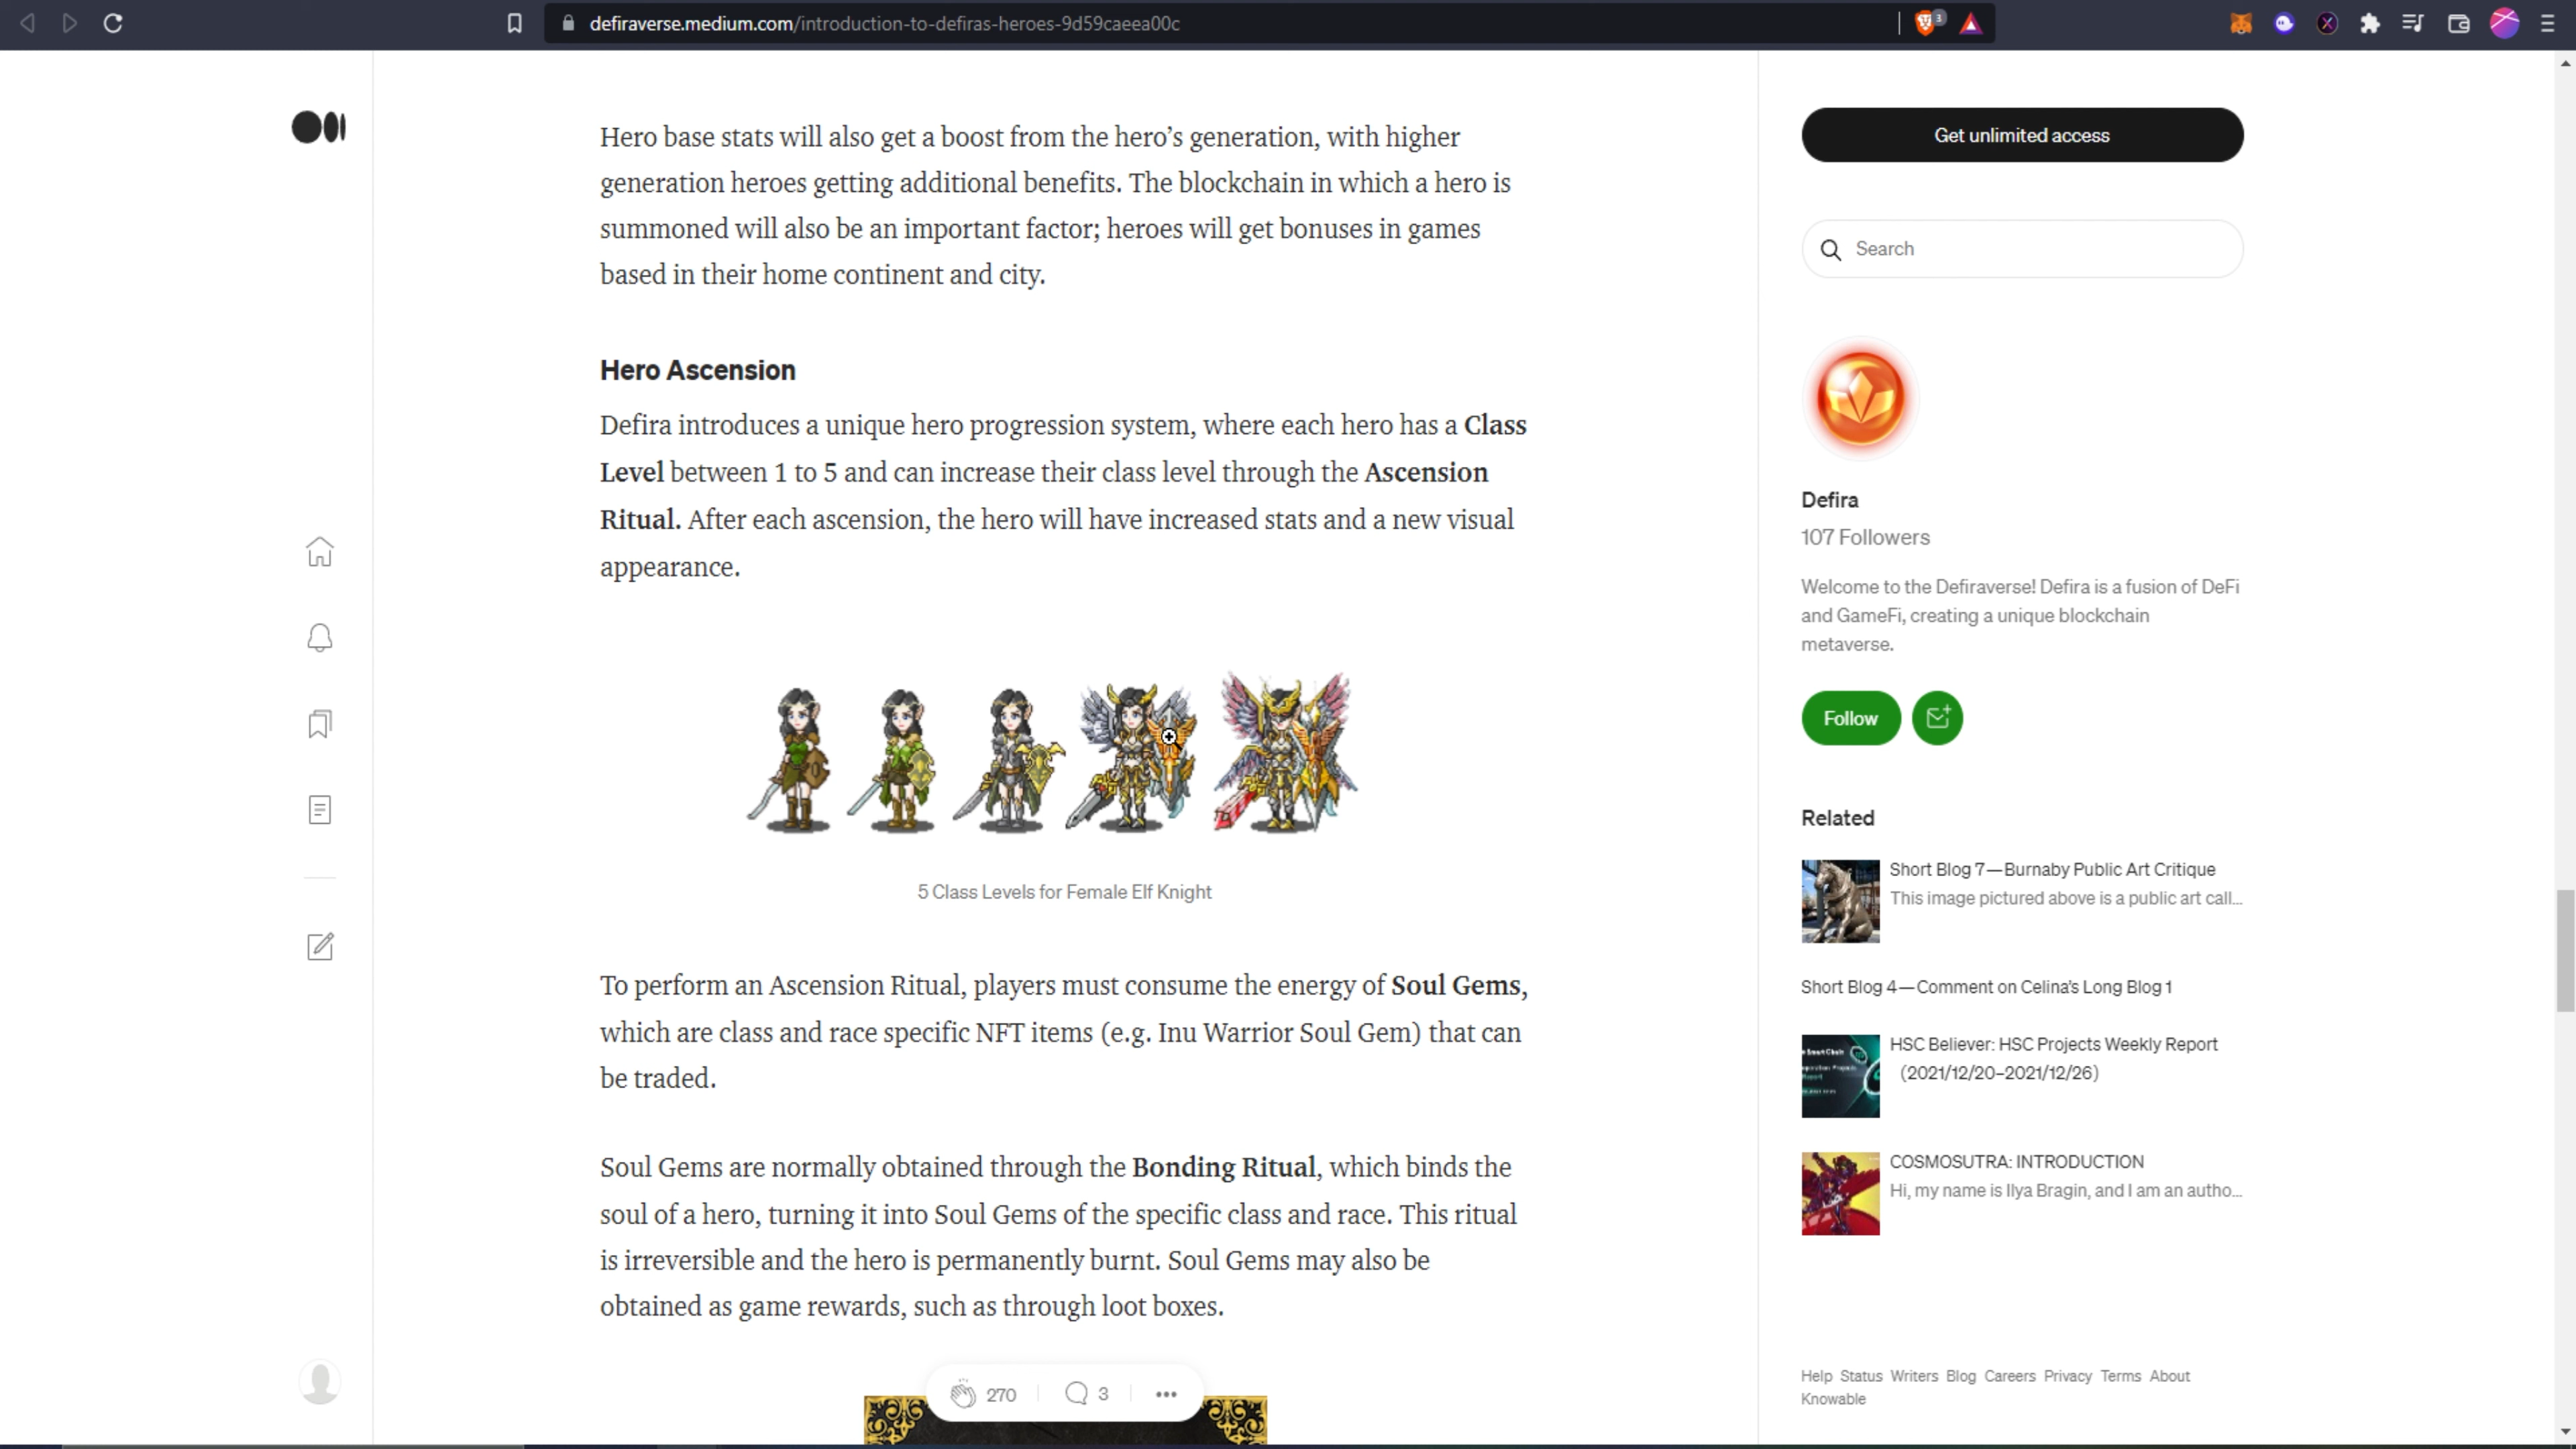 defiraverse.medium.com/introduction-to-defiras-heroes-9d59caeea00c
3
Hero base stats will also get a boost from the hero’s generation, with higher
generation heroes getting additional benefits. The blockchain in which a hero is
summoned will also be an important factor; heroes will get bonuses in games
based in their home continent and city.
Hero Ascension
Defira introduces a unique hero progression system, where each hero has a Class
Level between 1 to 5 and can increase their class level through the Ascension
Ritual. After each ascension, the hero will have increased stats and a new visual
appearance.
5 Class Levels for Female Elf Knight
To perform an Ascension Ritual, players must consume the energy of Soul Gems,
which are class and race specific NFT items (e.g. Inu Warrior Soul Gem) that can
be traded.
Soul Gems are normally obtained through the Bonding Ritual, which binds the
soul of a hero, turning it into Soul Gems of the specific class and race. This ritual
is irreversible and the hero is permanently burnt. Soul Gems may also be
obtained as game rewards, such as through loot boxes.
270
3
Get unlimited access
Search
Defira
107 Followers
Welcome to the Defiraverse! Defira is a fusion of DeFi
and GameFi, creating a unique blockchain
metaverse.
Follow
Related
Short Blog 7—Burnaby Public Art Critique
This image pictured above is a public art call...
Short Blog 4—Comment on Celina’s Long Blog 1
HSC Believer: HSC Projects Weekly Report
(2021/12/20-2021/12/26)
COSMOSUTRA: INTRODUCTION
Hi, my name is Ilya Bragin, and I am an autho...
Help Status Writers Blog Careers Privacy Terms About
Knowable